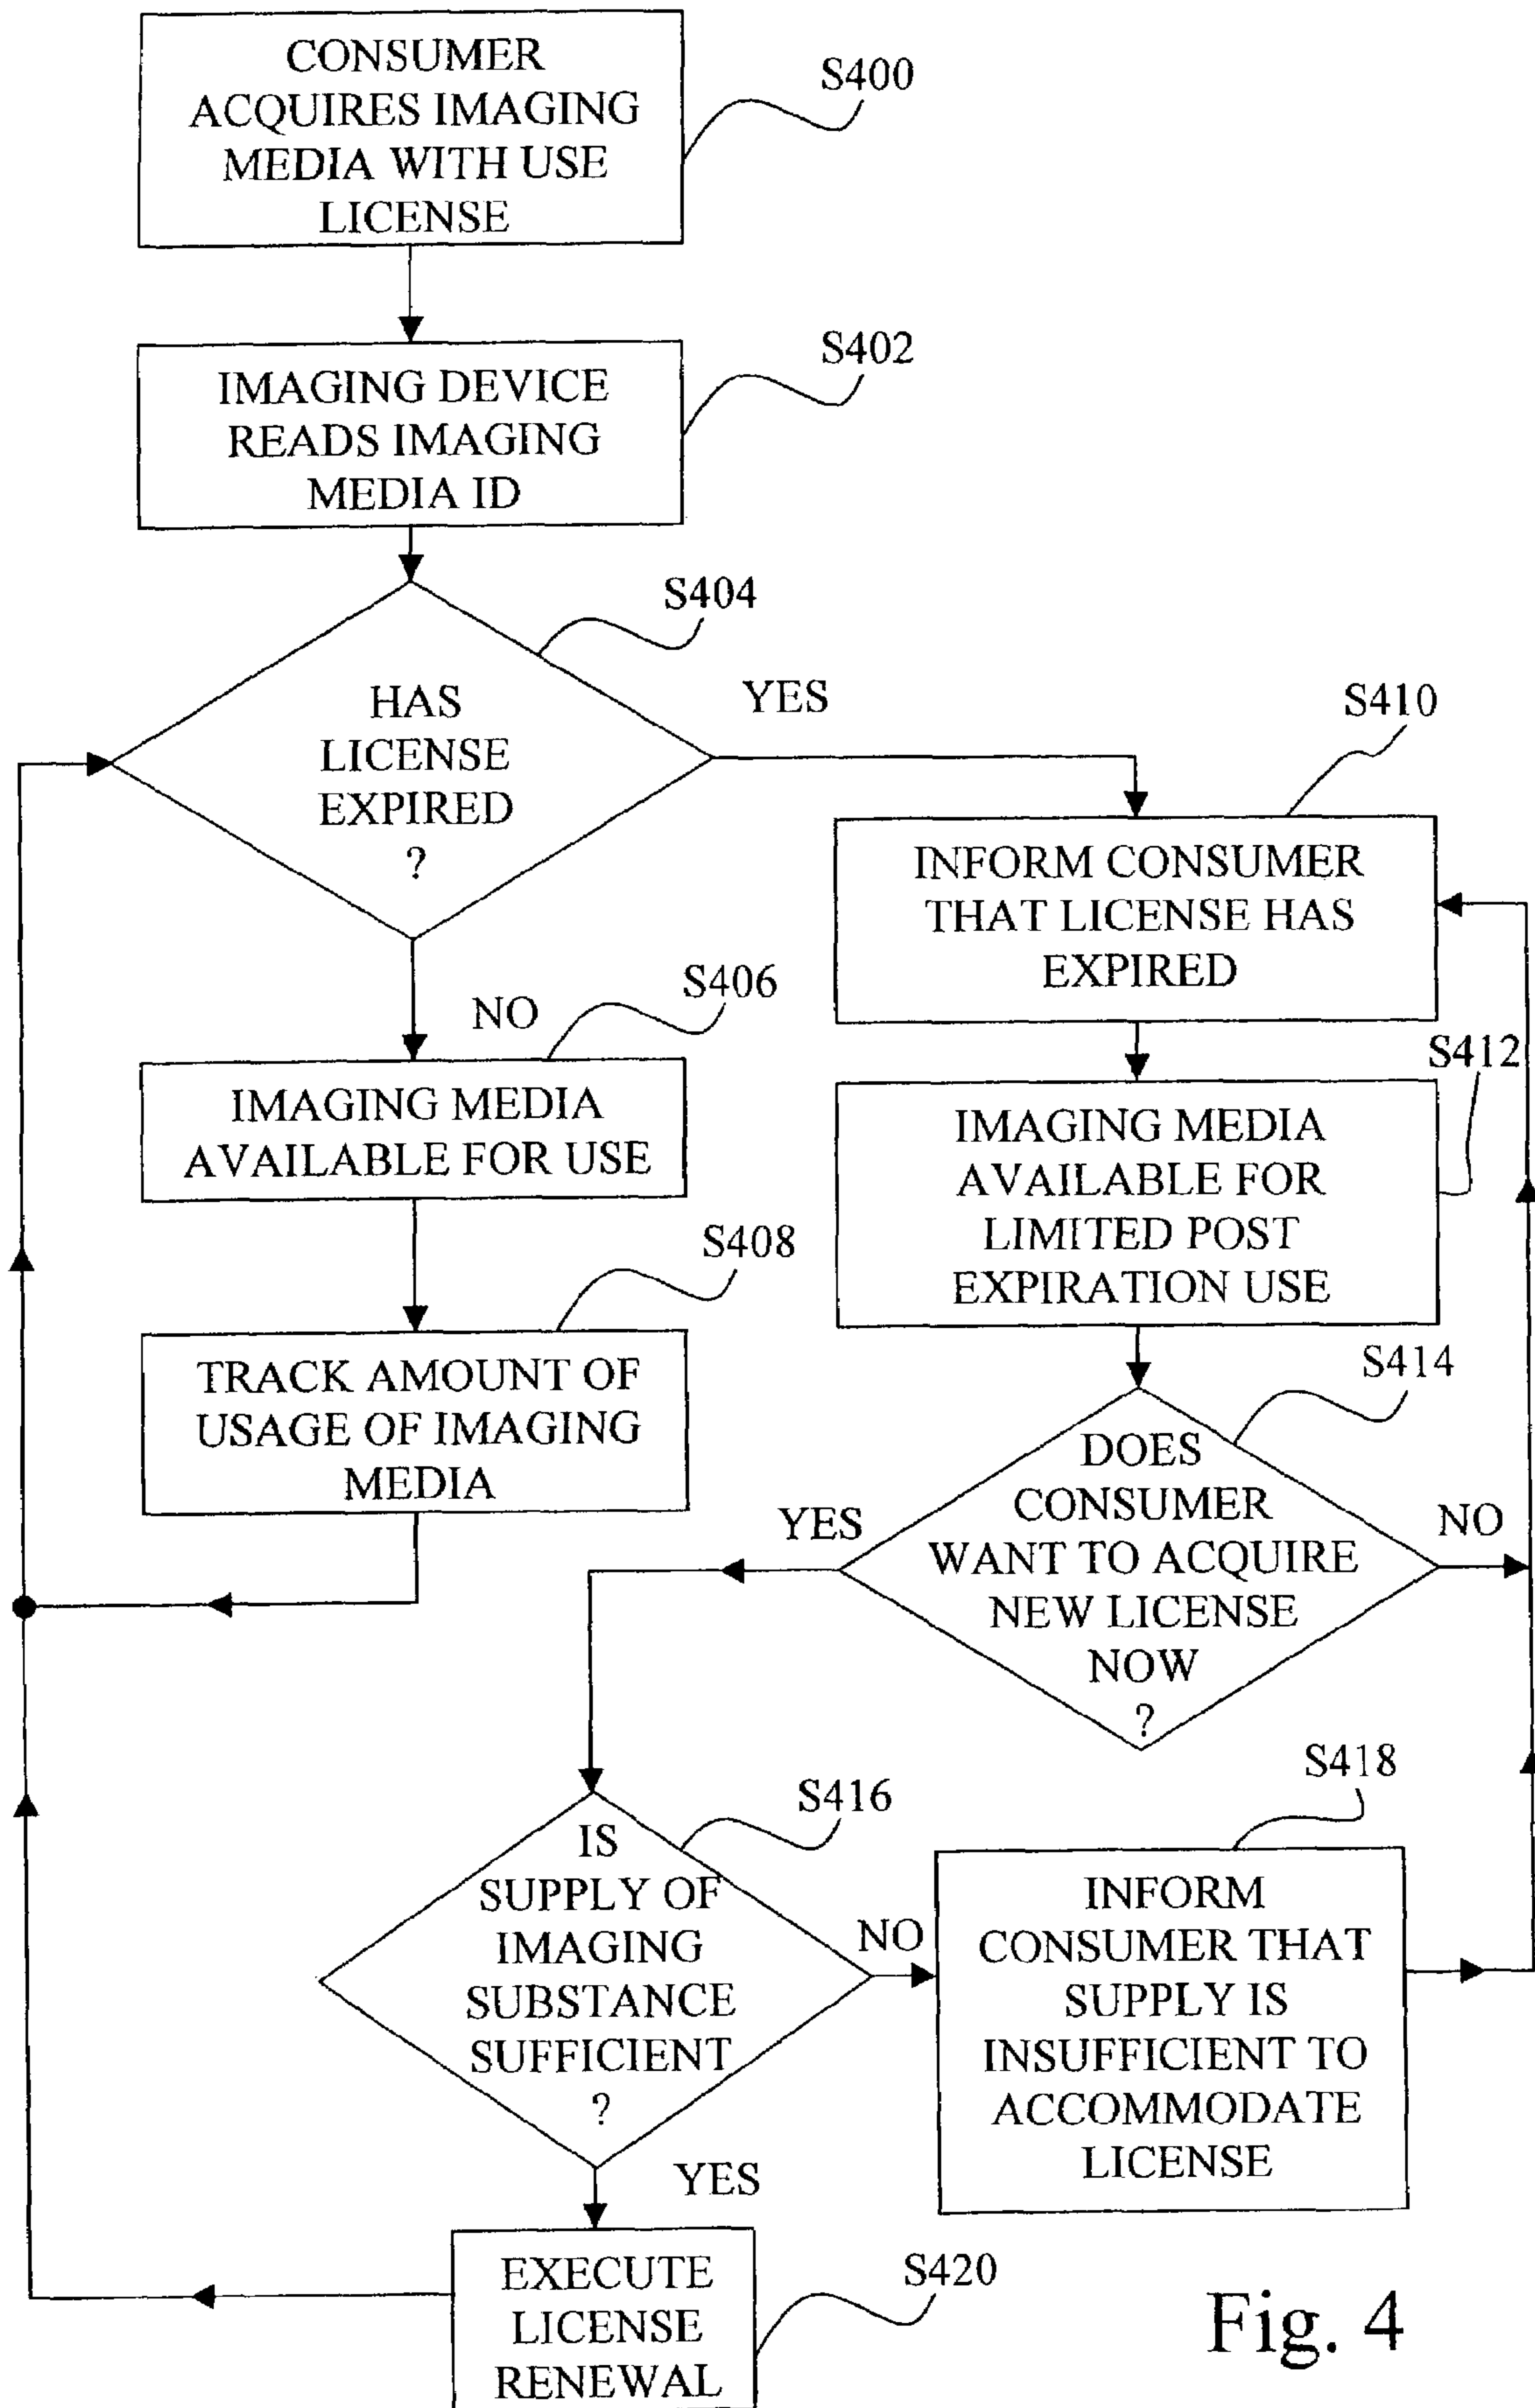 CONSUMER
ACQUIRES IMAGING
MEDIA WITH USE
LICENSE
S400
IMAGING DEVICE
READS IMAGING
MEDIA ID
S402
HAS
LICENSE
EXPIRED
?
S404
YES
NO
IMAGING MEDIA
AVAILABLE FOR USE
S406
TRACK AMOUNT OF
USAGE OF IMAGING
MEDIA
S408
INFORM CONSUMER
THAT LICENSE HAS
EXPIRED
S410
IMAGING MEDIA
AVAILABLE FOR
LIMITED POST
EXPIRATION USE
S412
DOES
CONSUMER
WANT TO ACQUIRE
NEW LICENSE
NOW
?
S414
YES
NO
IS
SUPPLY OF
IMAGING
SUBSTANCE
SUFFICIENT
?
S416
NO
YES
INFORM
CONSUMER THAT
SUPPLY IS
INSUFFICIENT TO
ACCOMMODATE
LICENSE
S418
EXECUTE
LICENSE
RENEWAL
S420
Fig. 4